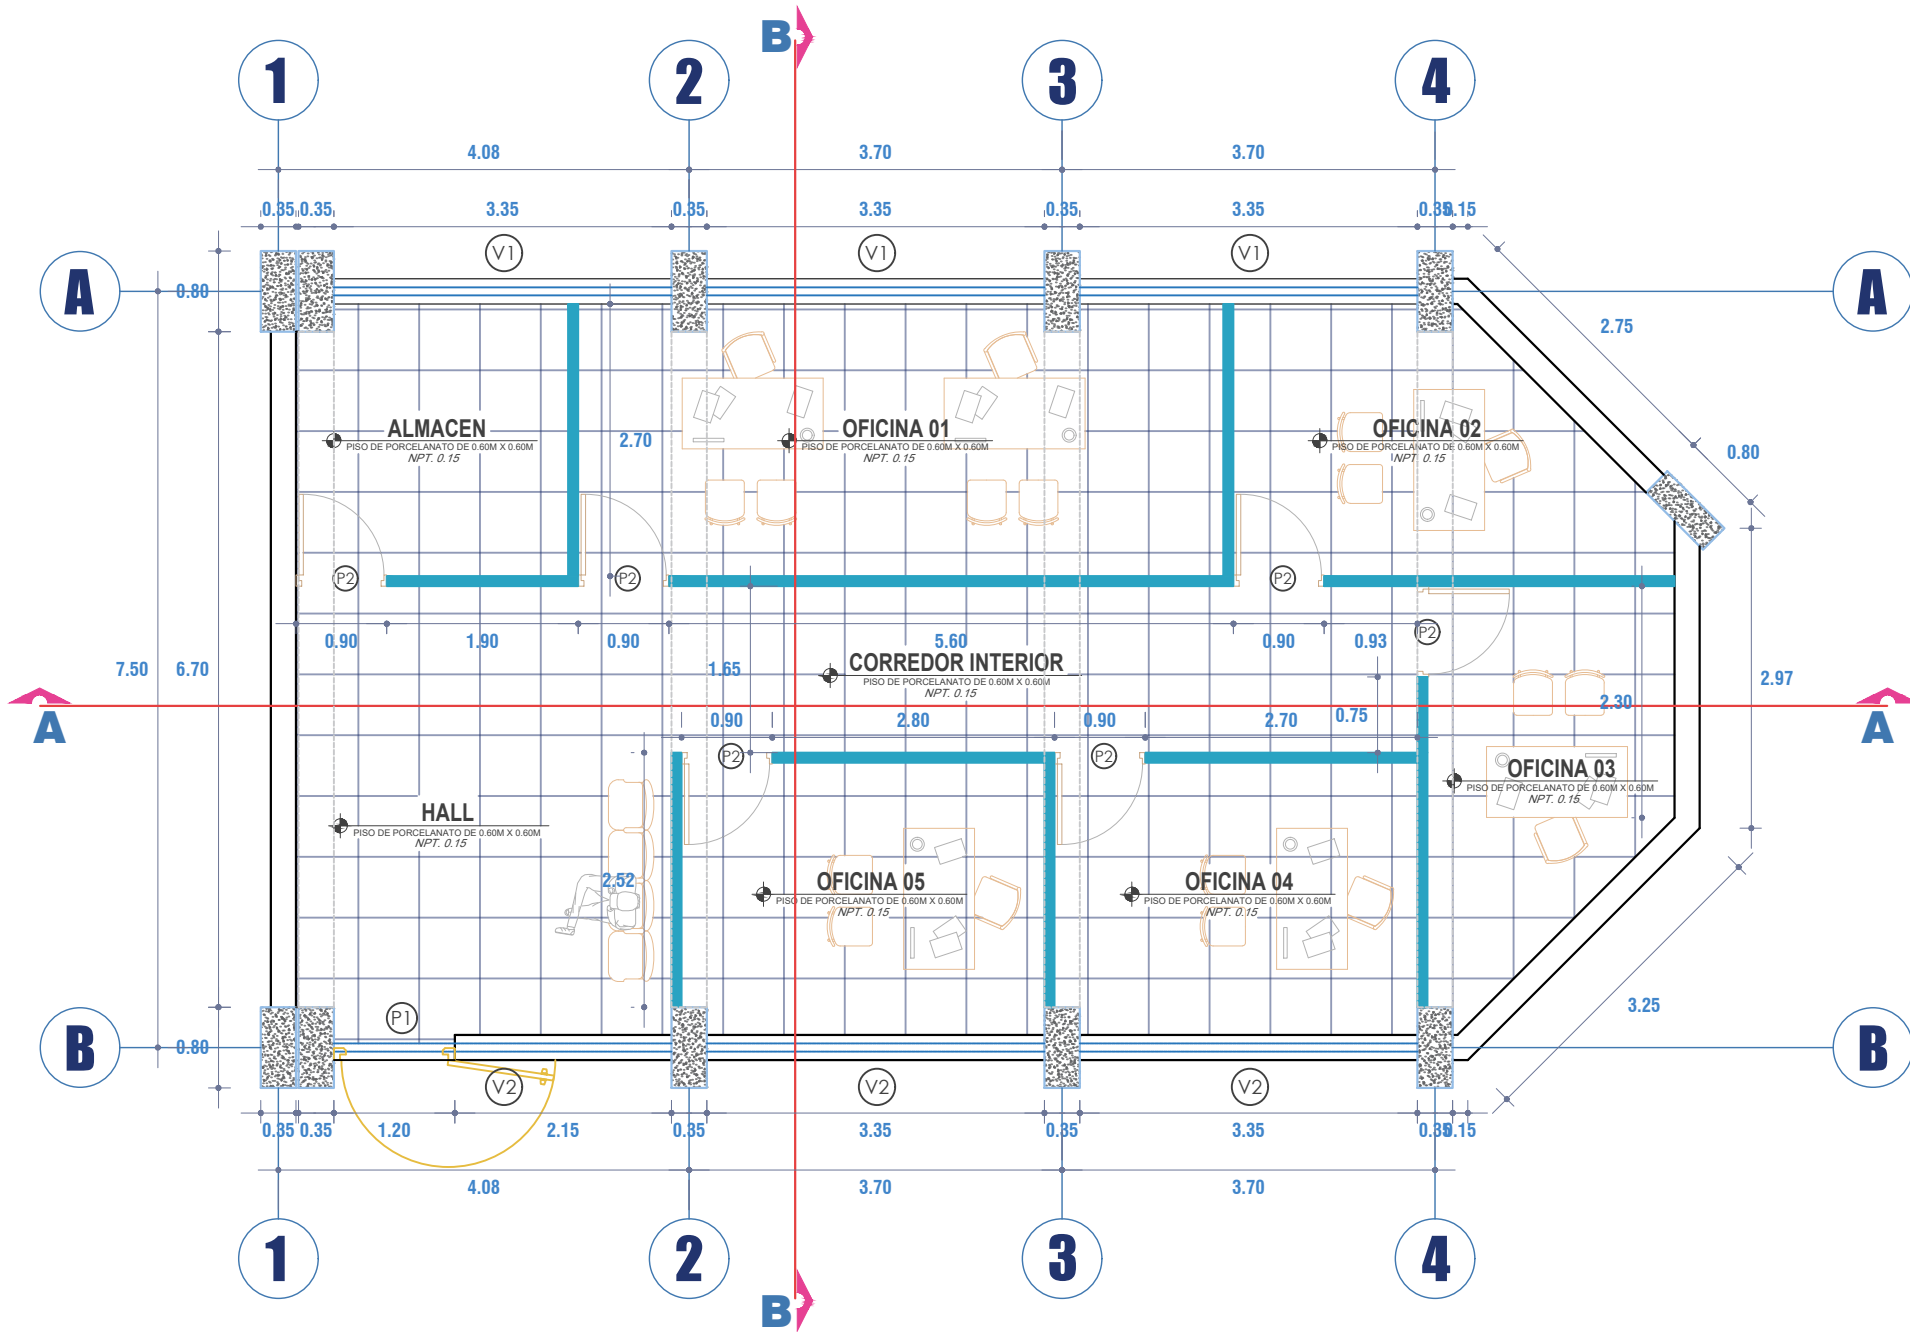 B
1
2
3
4
4.08
3.70
3.70
0.35
0.35
3.35
0.35
3.35
0.35
3.35
0.35
0.15
V1
V1
V1
A
A
0.80
2.75
0.80
ALMACEN
PISO DE PORCELANATO DE 0.60M X 0.60M
NPT. 0.15
2.70
OFICINA 01
PISO DE PORCELANATO DE 0.60M X 0.60M
NPT. 0.15
OFICINA 02
PISO DE PORCELANATO DE 0.60M X 0.60M
NPT. 0.15
P2
P2
P2
P2
0.90
1.90
0.90
5.60
0.90
0.93
7.50
6.70
1.65
CORREDOR INTERIOR
PISO DE PORCELANATO DE 0.60M X 0.60M
NPT. 0.15
2.97
2.30
A
A
0.90
2.80
0.90
2.70
0.75
P2
P2
OFICINA 03
PISO DE PORCELANATO DE 0.60M X 0.60M
NPT. 0.15
HALL
PISO DE PORCELANATO DE 0.60M X 0.60M
NPT. 0.15
2.52
OFICINA 05
PISO DE PORCELANATO DE 0.60M X 0.60M
NPT. 0.15
OFICINA 04
PISO DE PORCELANATO DE 0.60M X 0.60M
NPT. 0.15
3.25
P1
B
B
0.80
V2
V2
V2
0.35
0.35
1.20
2.15
0.35
3.35
0.35
3.35
0.35
0.15
4.08
3.70
3.70
1
2
3
4
B